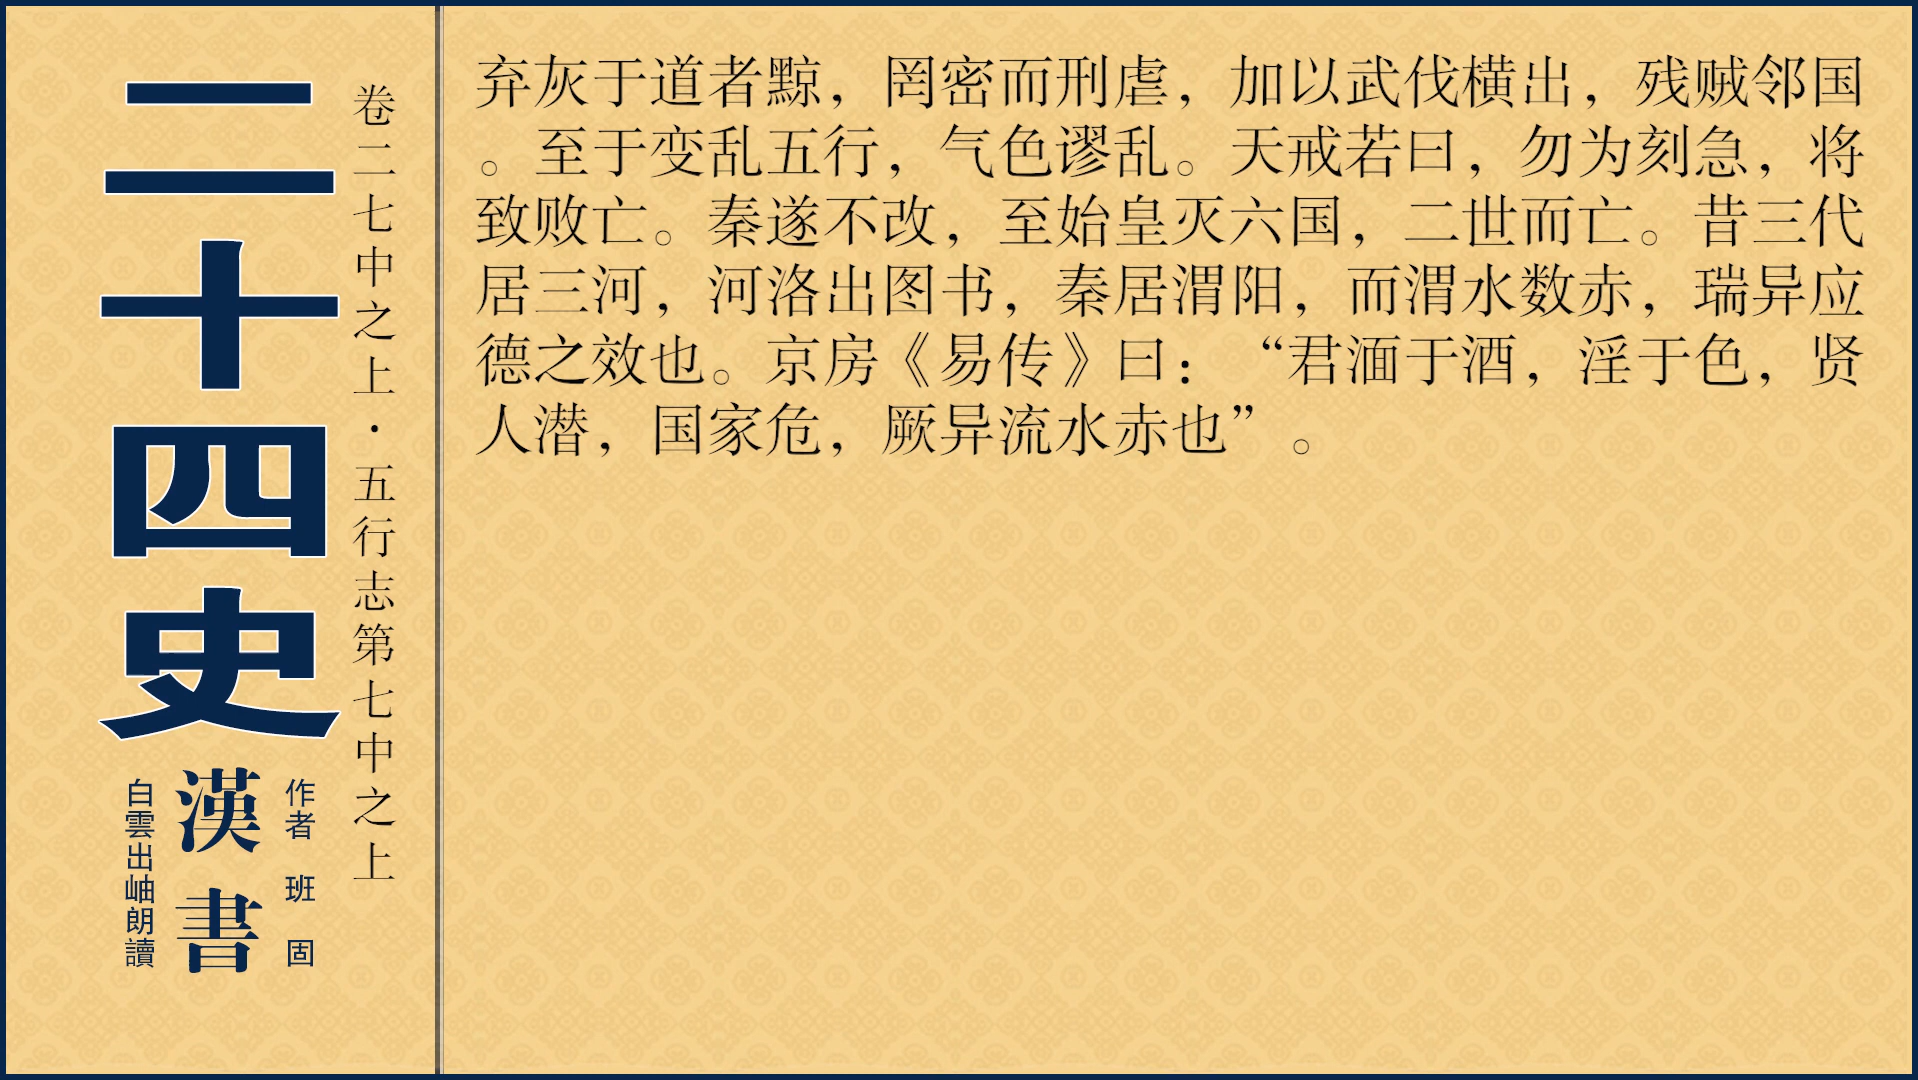 二十四史
漢書
作者 班 固
白雲出岫朗讀
卷二七中之上·五行志第七中之上
弃灰于道者黥，罔密而刑虐，加以武伐横出，残贼邻国
。至于变乱五行，气色谬乱。天戒若曰，勿为刻急，将
致败亡。秦遂不改，至始皇灭六国，二世而亡。昔三代
居三河，河洛出图书，秦居渭阳，而渭水数赤，瑞异应
德之效也。京房《易传》曰：“君湎于酒，淫于色，贤
人潜，国家危，厥异流水赤也”。